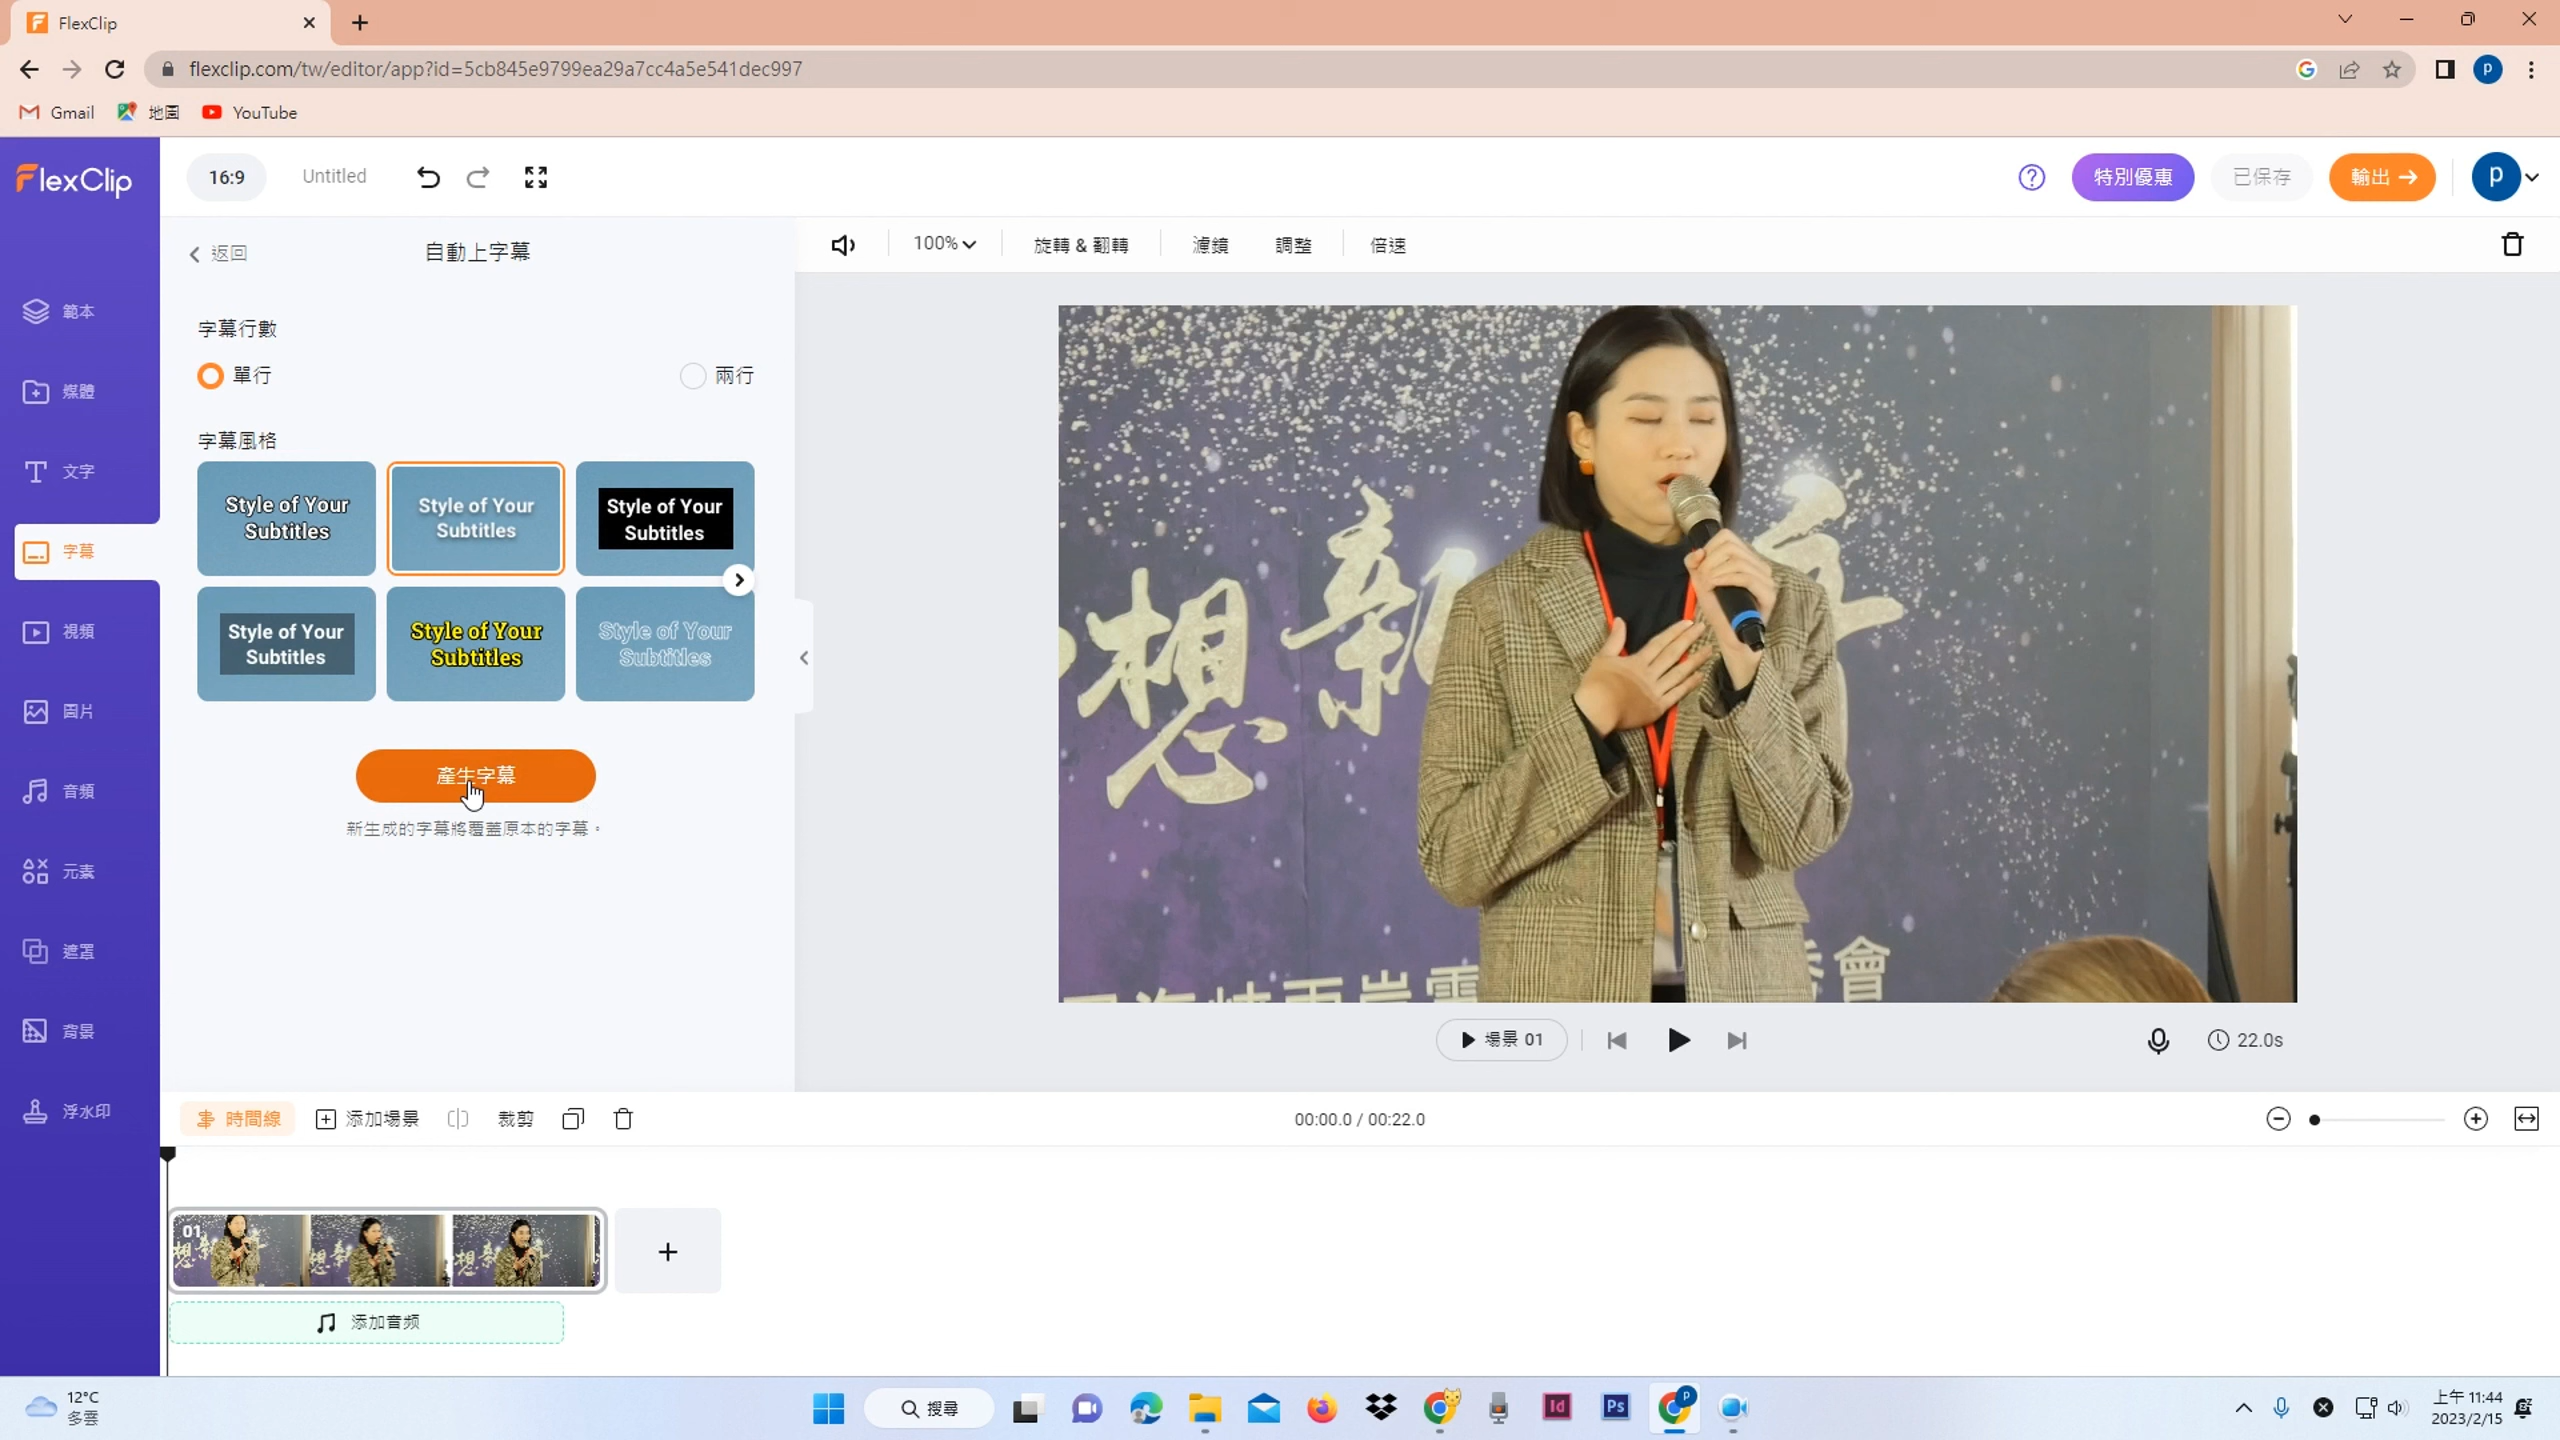 FlexClip
flexclip.com/tw/editor/app?id=5cb845e9799ea29a7cc4a5e541dec997
P
Gmail
地圖
YouTube
FlexClip
16:9
Untitled
特別優惠
已保存
輸出
P
範本
媒體
文字
字幕
視頻
圖片
音頻
元素
遮罩
背景
浮水印
返回
自動上字幕
字幕行數
單行
兩行
字幕風格
Style of Your
Subtitles
Style of Your
Subtitles
Style of Your
Subtitles
Style of Your
Subtitles
Style of Your
Subtitles
Style of Your
Subtitles
產生字幕
新生成的字幕將覆蓋原本的字幕。
100%
旋轉 & 翻轉
濾鏡
調整
倍速
想新
會
場景 01
22.0s
時間線
添加場景
裁剪
00:00.0 / 00:22.0
01
想新
添加音频
12°C
多雲
搜尋
Id
Ps
P
上午 11:44
2023/2/15